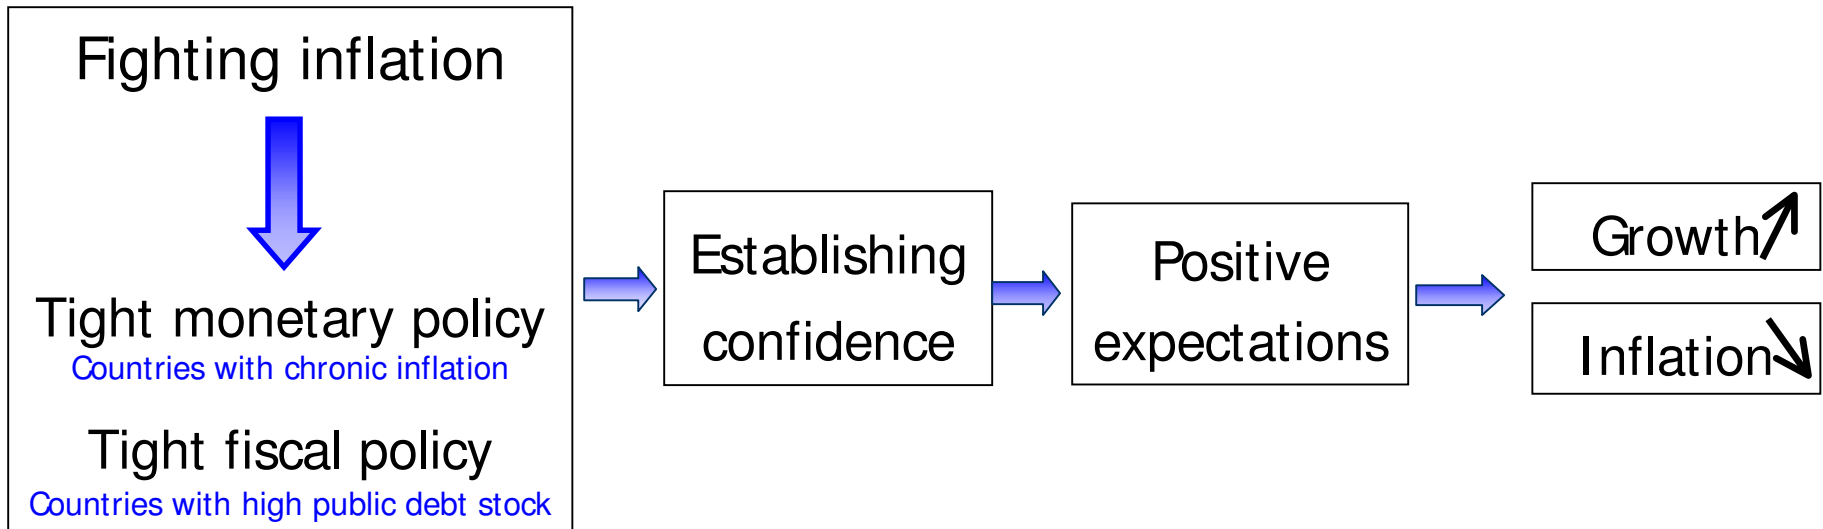 Fighting inflation
Tight monetary policy
Countries with chronic inflation
Tight fiscal policy
Countries with high public debt stock
Establishing
confidence
Positive
expectations
Growth
Inflation